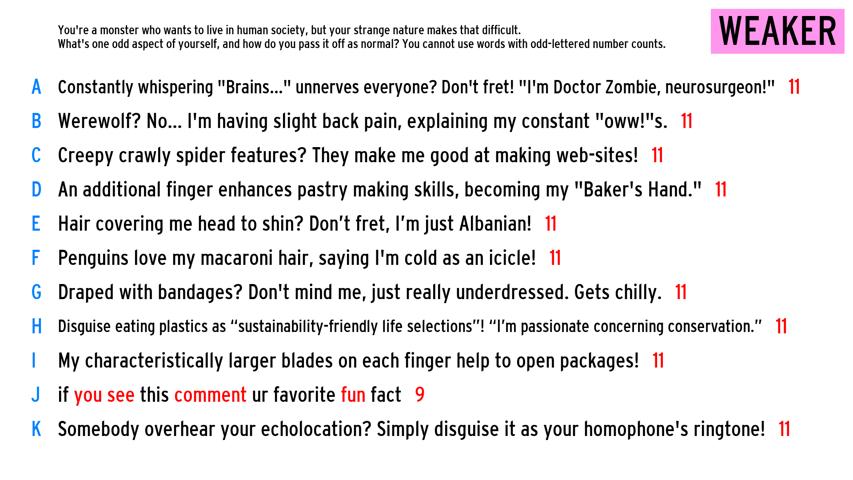 You're a monster who wants to live in human society, but your strange nature makes that difficult.
What's one odd aspect of yourself, and how do you pass it off as normal? You cannot use words with odd-lettered number counts.
WEAKER
A Constantly whispering "Brains..." unnerves everyone? Don't fret! "I'm Doctor Zombie, neurosurgeon!" 11
B Werewolf? No... I'm having slight back pain, explaining my constant "oww!"s. 11
C Creepy crawly spider features? They make me good at making web-sites! 11
D An additional finger enhances pastry making skills, becoming my "Baker's Hand." 11
E Hair covering me head to shin? Don’t fret, I’m just Albanian! 11
F Penguins love my macaroni hair, saying I'm cold as an icicle! 11
G Draped with bandages? Don't mind me, just really underdressed. Gets chilly. 11
H Disguise eating plastics as “sustainability-friendly life selections”! “I’m passionate concerning conservation.” 11
I My characteristically larger blades on each finger help to open packages! 11
J if you see this comment ur favorite fun fact 9
K Somebody overhear your echolocation? Simply disguise it as your homophone's ringtone! 11